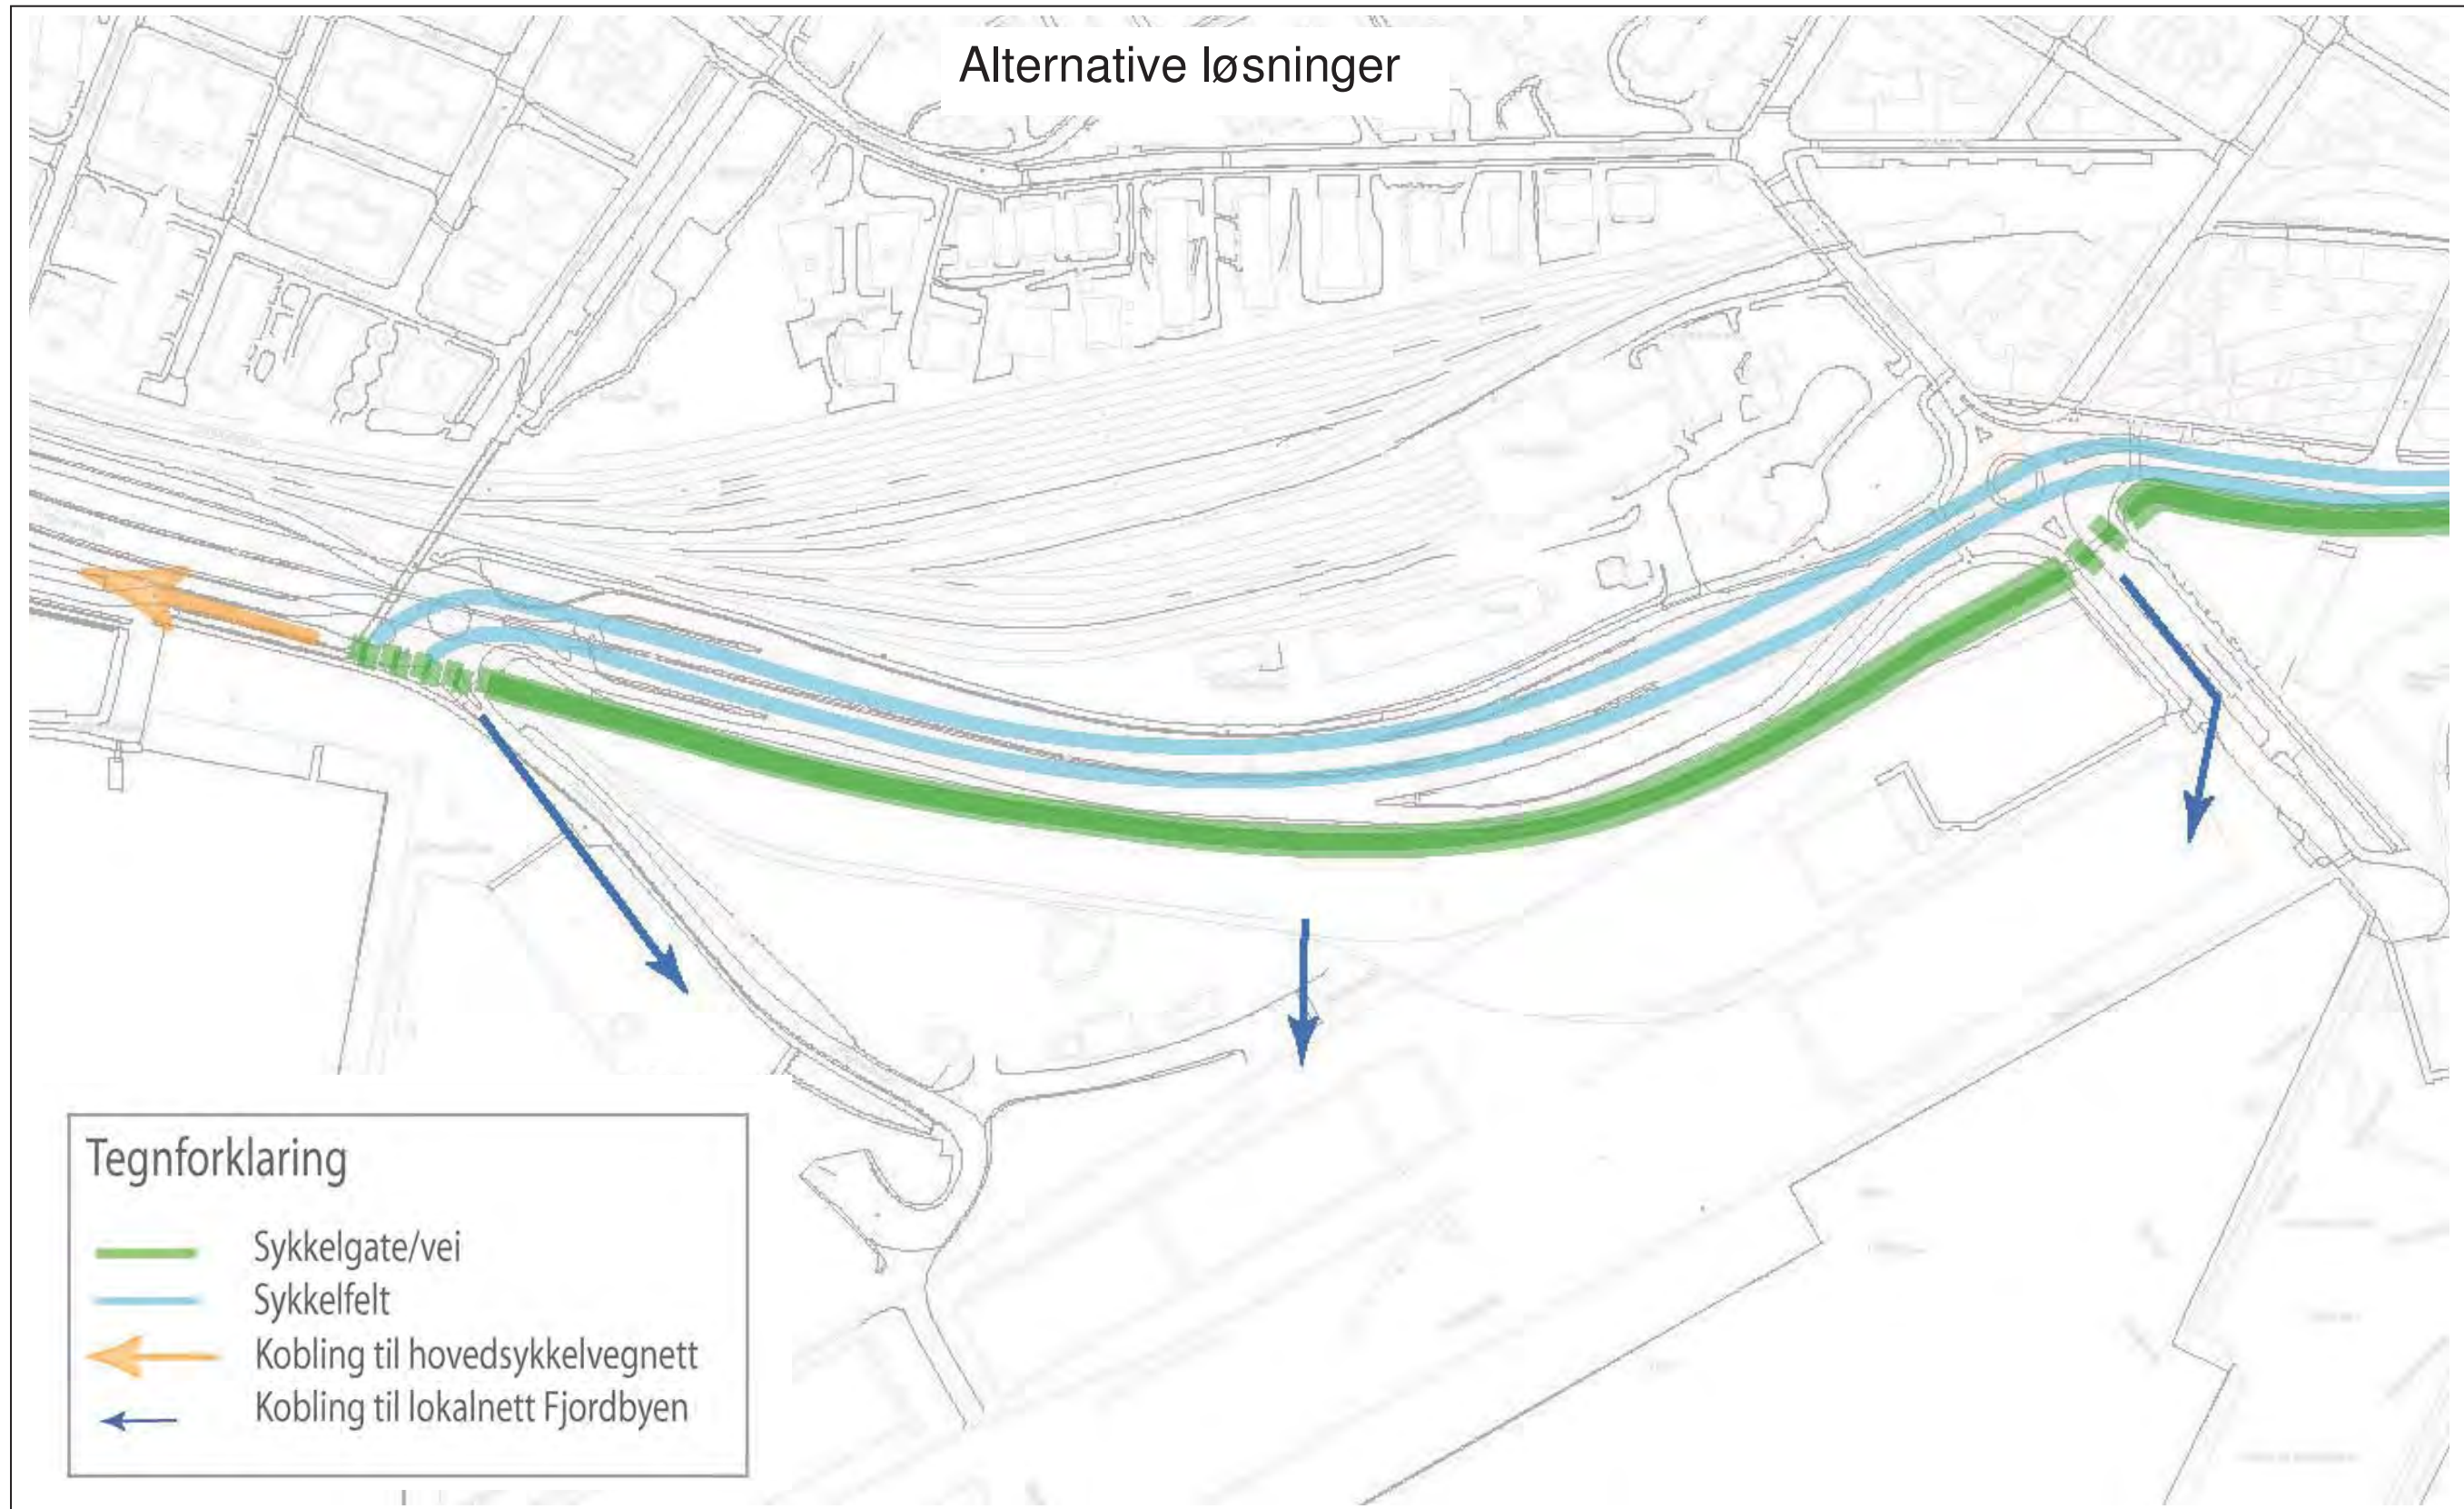 Alternative løsninger
Tegnforklaring
Sykkelgate/vei
Sykkelfelt
Kobling til hovedsykkelvegnett
Kobling til lokalnett Fjordbyen